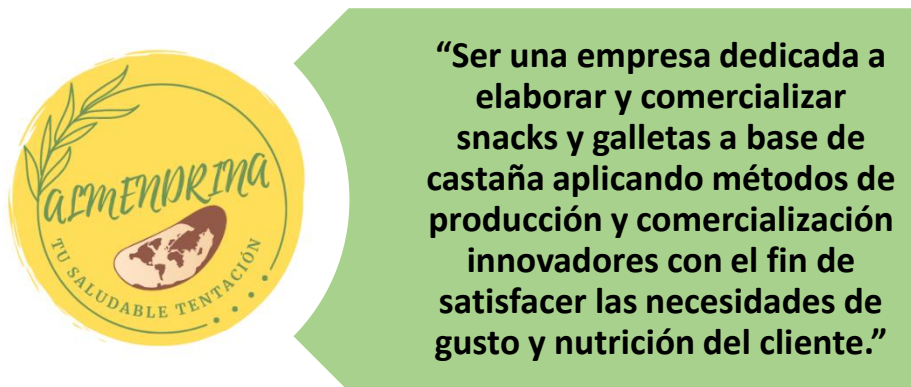 ALMENDRINA
TU SALUDABLE TENTACIÓN
“Ser una empresa dedicada a
elaborar y comercializar
snacks y galletas a base de
castaña aplicando métodos de
producción y comercialización
innovadores con el fin de
satisfacer las necesidades de
gusto y nutrición del cliente.”